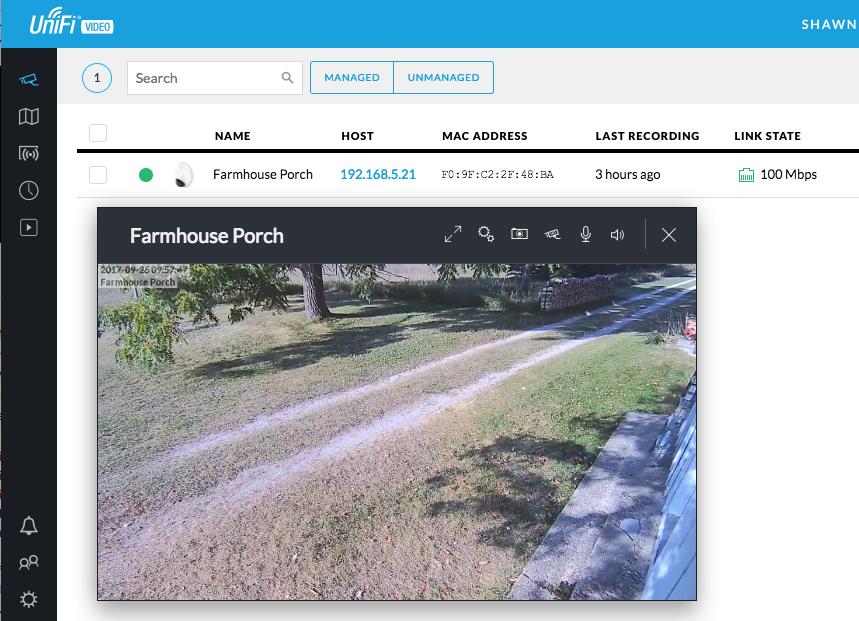 UniFi VIDEO
SHAWN
1
Search
MANAGED
UNMANAGED
NAME HOST MAC ADDRESS LAST RECORDING LINK STATE
Farmhouse Porch 192.168.5.21 F0:9F:C2:2F:48:BA 3 hours ago 100 Mbps
Farmhouse Porch
2017-09-26 09:57:47
Farmhouse Porch